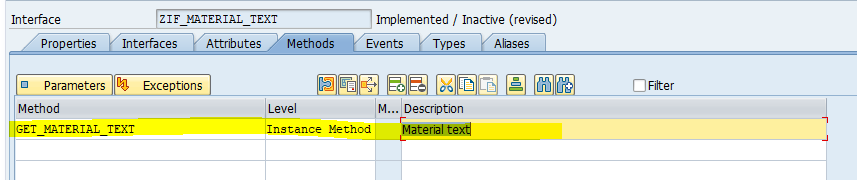 Interface ZIF_MATERIAL_TEXT Implemented / Inactive (revised)
Properties Interfaces Attributes Methods Events Types Aliases
Parameters Exceptions Filter
Method Level M... Description
GET_MATERIAL_TEXT Instance Method Material text